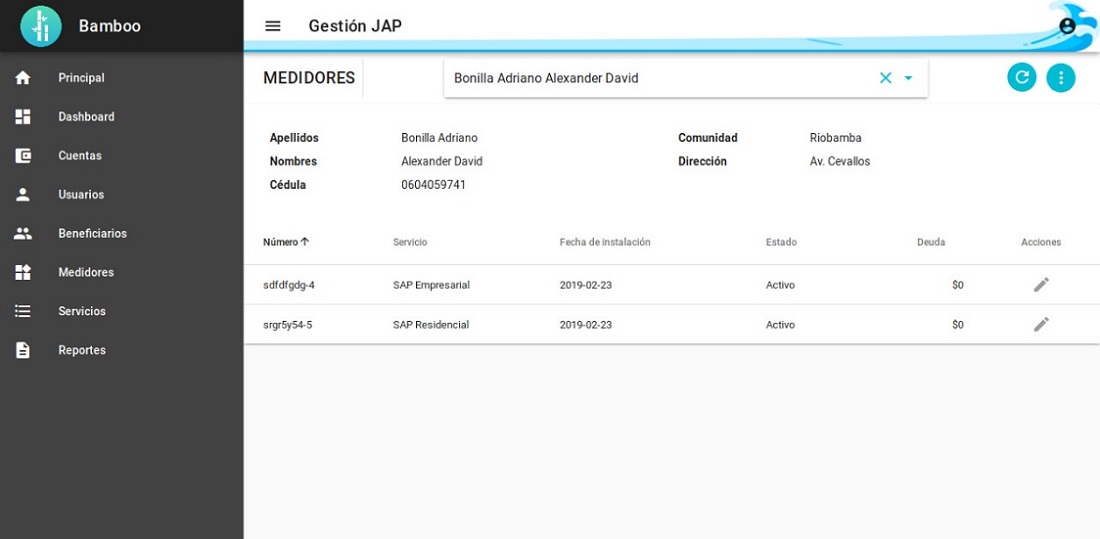 Bamboo
Gestión JAP
Principal
Dashboard
Cuentas
Usuarios
Beneficiarios
Medidores
Servicios
Reportes
MEDIDORES
Bonilla Adriano Alexander David
Apellidos Bonilla Adriano Comunidad Riobamba
Nombres Alexander David Dirección Av. Cevallos
Cédula 0604059741
Número Servicio Fecha de instalación Estado Deuda Acciones
sdfdfgdg-4 SAP Empresarial 2019-02-23 Activo $0
srgr5y54-5 SAP Residencial 2019-02-23 Activo $0